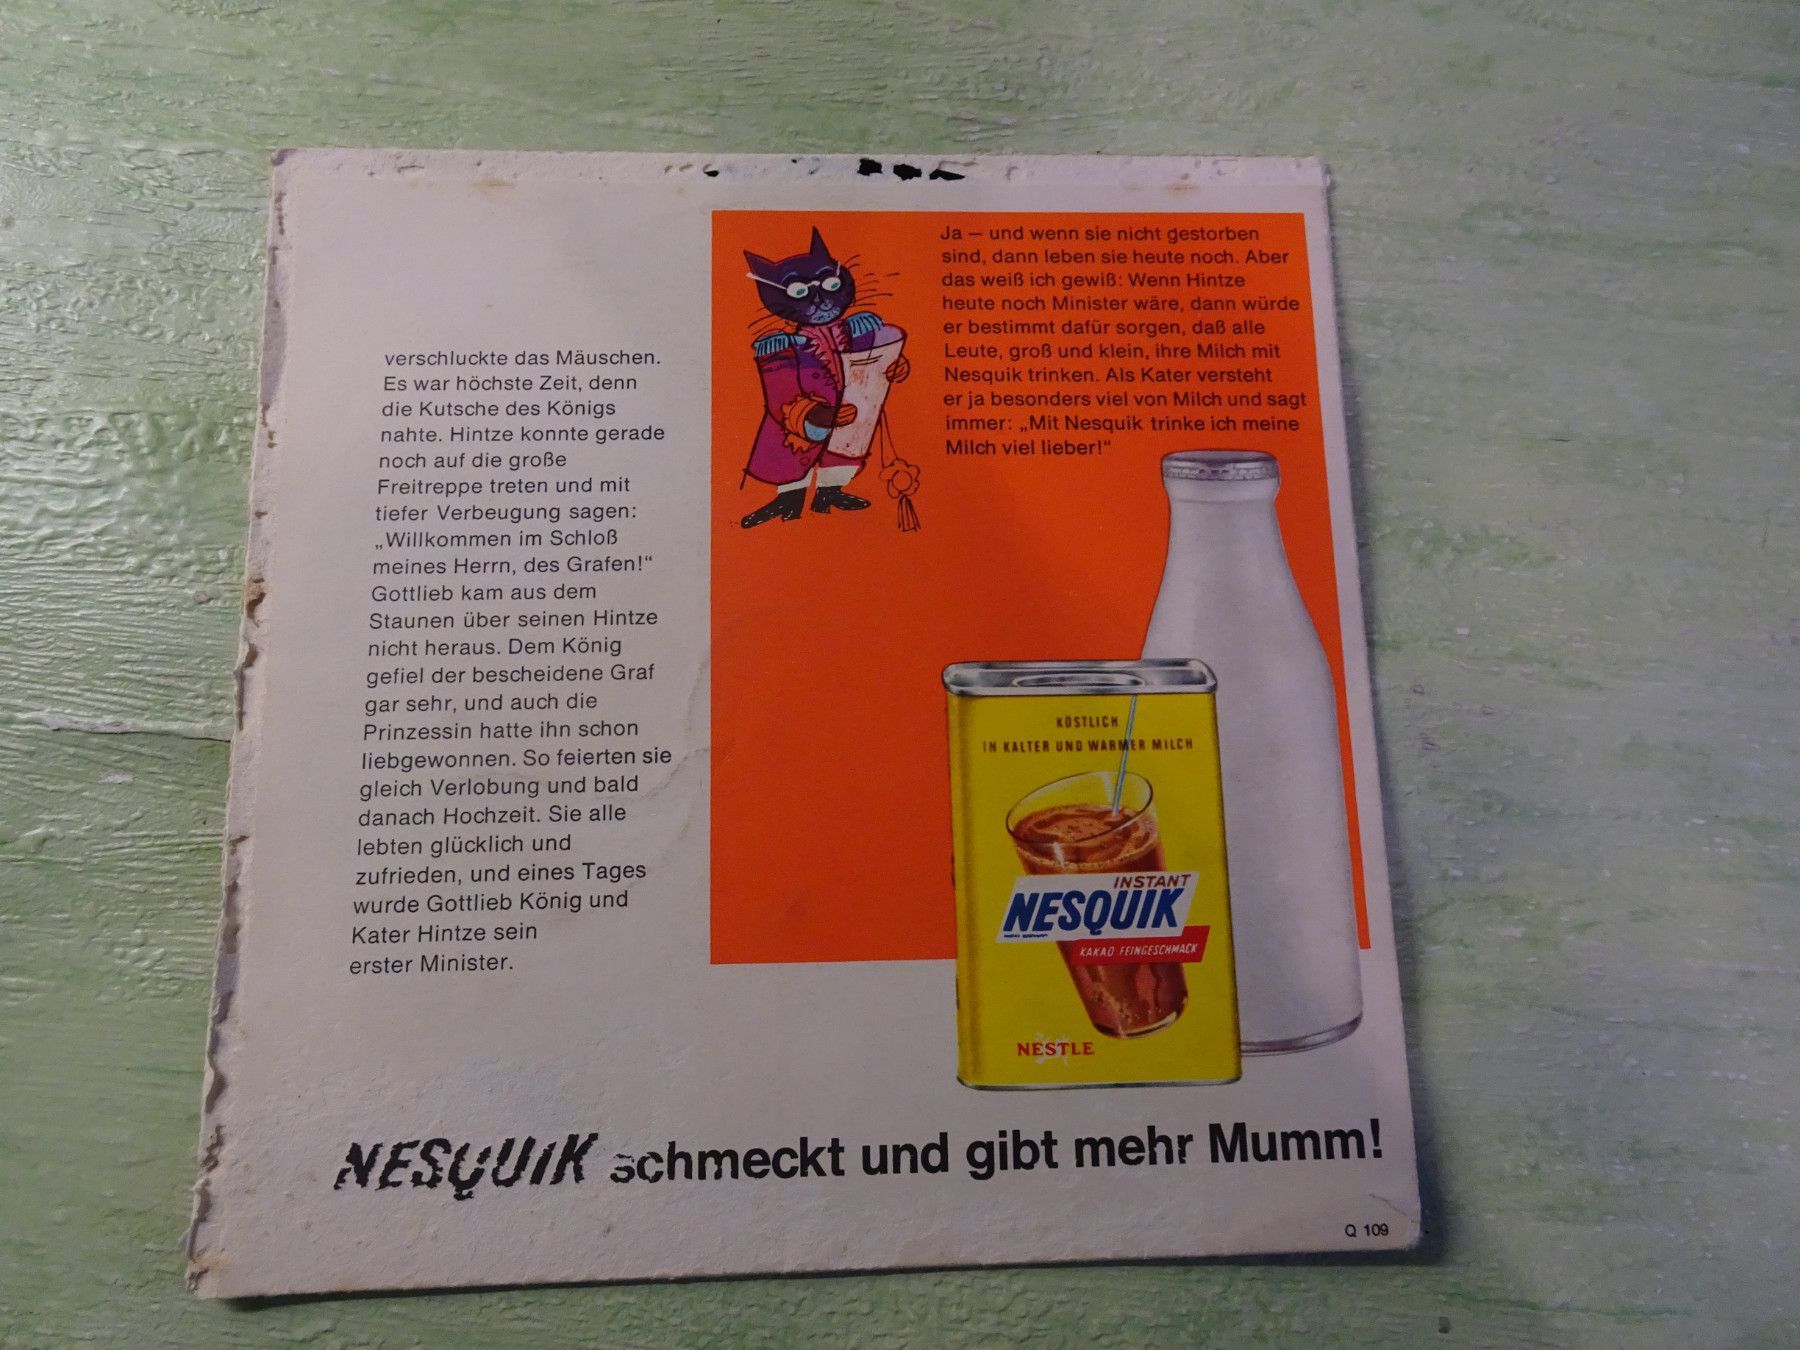 verschluckte das Mäuschen.
Es war höchste Zeit, denn
die Kutsche des Königs
nahte. Hintze konnte gerade
noch auf die große
Freitreppe treten und mit
tiefer Verbeugung sagen:
„Willkommen im Schloß
meines Herrn, des Grafen!“
Gottlieb kam aus dem
Staunen über seinen Hintze
nicht heraus. Dem König
gefiel der bescheidene Graf
gar sehr, und auch die
Prinzessin hatte ihn schon
liebgewonnen. So feierten sie
gleich Verlobung und bald
danach Hochzeit. Sie alle
lebten glücklich und
zufrieden, und eines Tages
wurde Gottlieb König und
Kater Hintze sein
erster Minister.
Ja – und wenn sie nicht gestorben
sind, dann leben sie heute noch. Aber
das weiß ich gewiß: Wenn Hintze
heute noch Minister wäre, dann würde
er bestimmt dafür sorgen, daß alle
Leute, groß und klein, ihre Milch mit
Nesquik trinken. Als Kater versteht
er ja besonders viel von Milch und sagt
immer: „Mit Nesquik trinke ich meine
Milch viel lieber!“
KÖSTLICH
IN KALTER UND WARMER MILCH
INSTANT
NESQUIK
KAKAO FEINGESCHMACK
NESTLE
NESQUIK schmeckt und gibt mehr Mumm!
Q 109